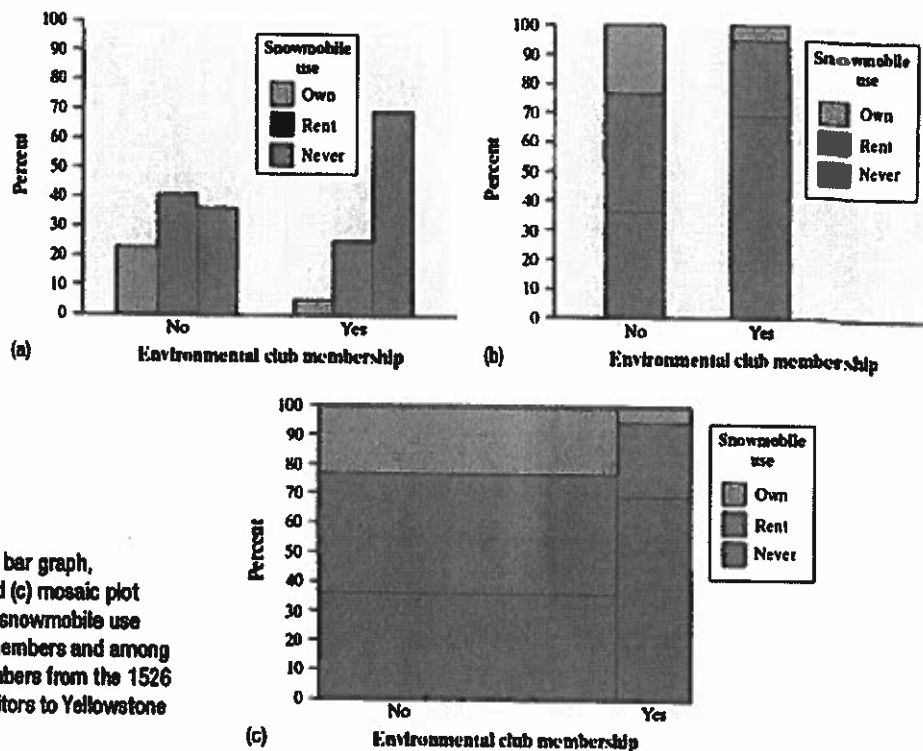 100
90
80
70
60
50
40
30
20
10
0
Percent
Snowmobile
use
Own
Rent
Never
No
Yes
(a)
Environmental club membership
100
90
80
70
60
50
40
30
20
10
0
Percent
Snowmobile
use
Own
Rent
Never
No
Yes
(b)
Environmental club membership
100
90
80
70
60
50
40
30
20
10
0
Percent
Snowmobile
use
Own
Rent
Never
No
Yes
(c)
Environmental club membership
bar graph,
(c) mosaic plot
snowmobile use
embers and among
bers from the 1526
itors to Yellowstone